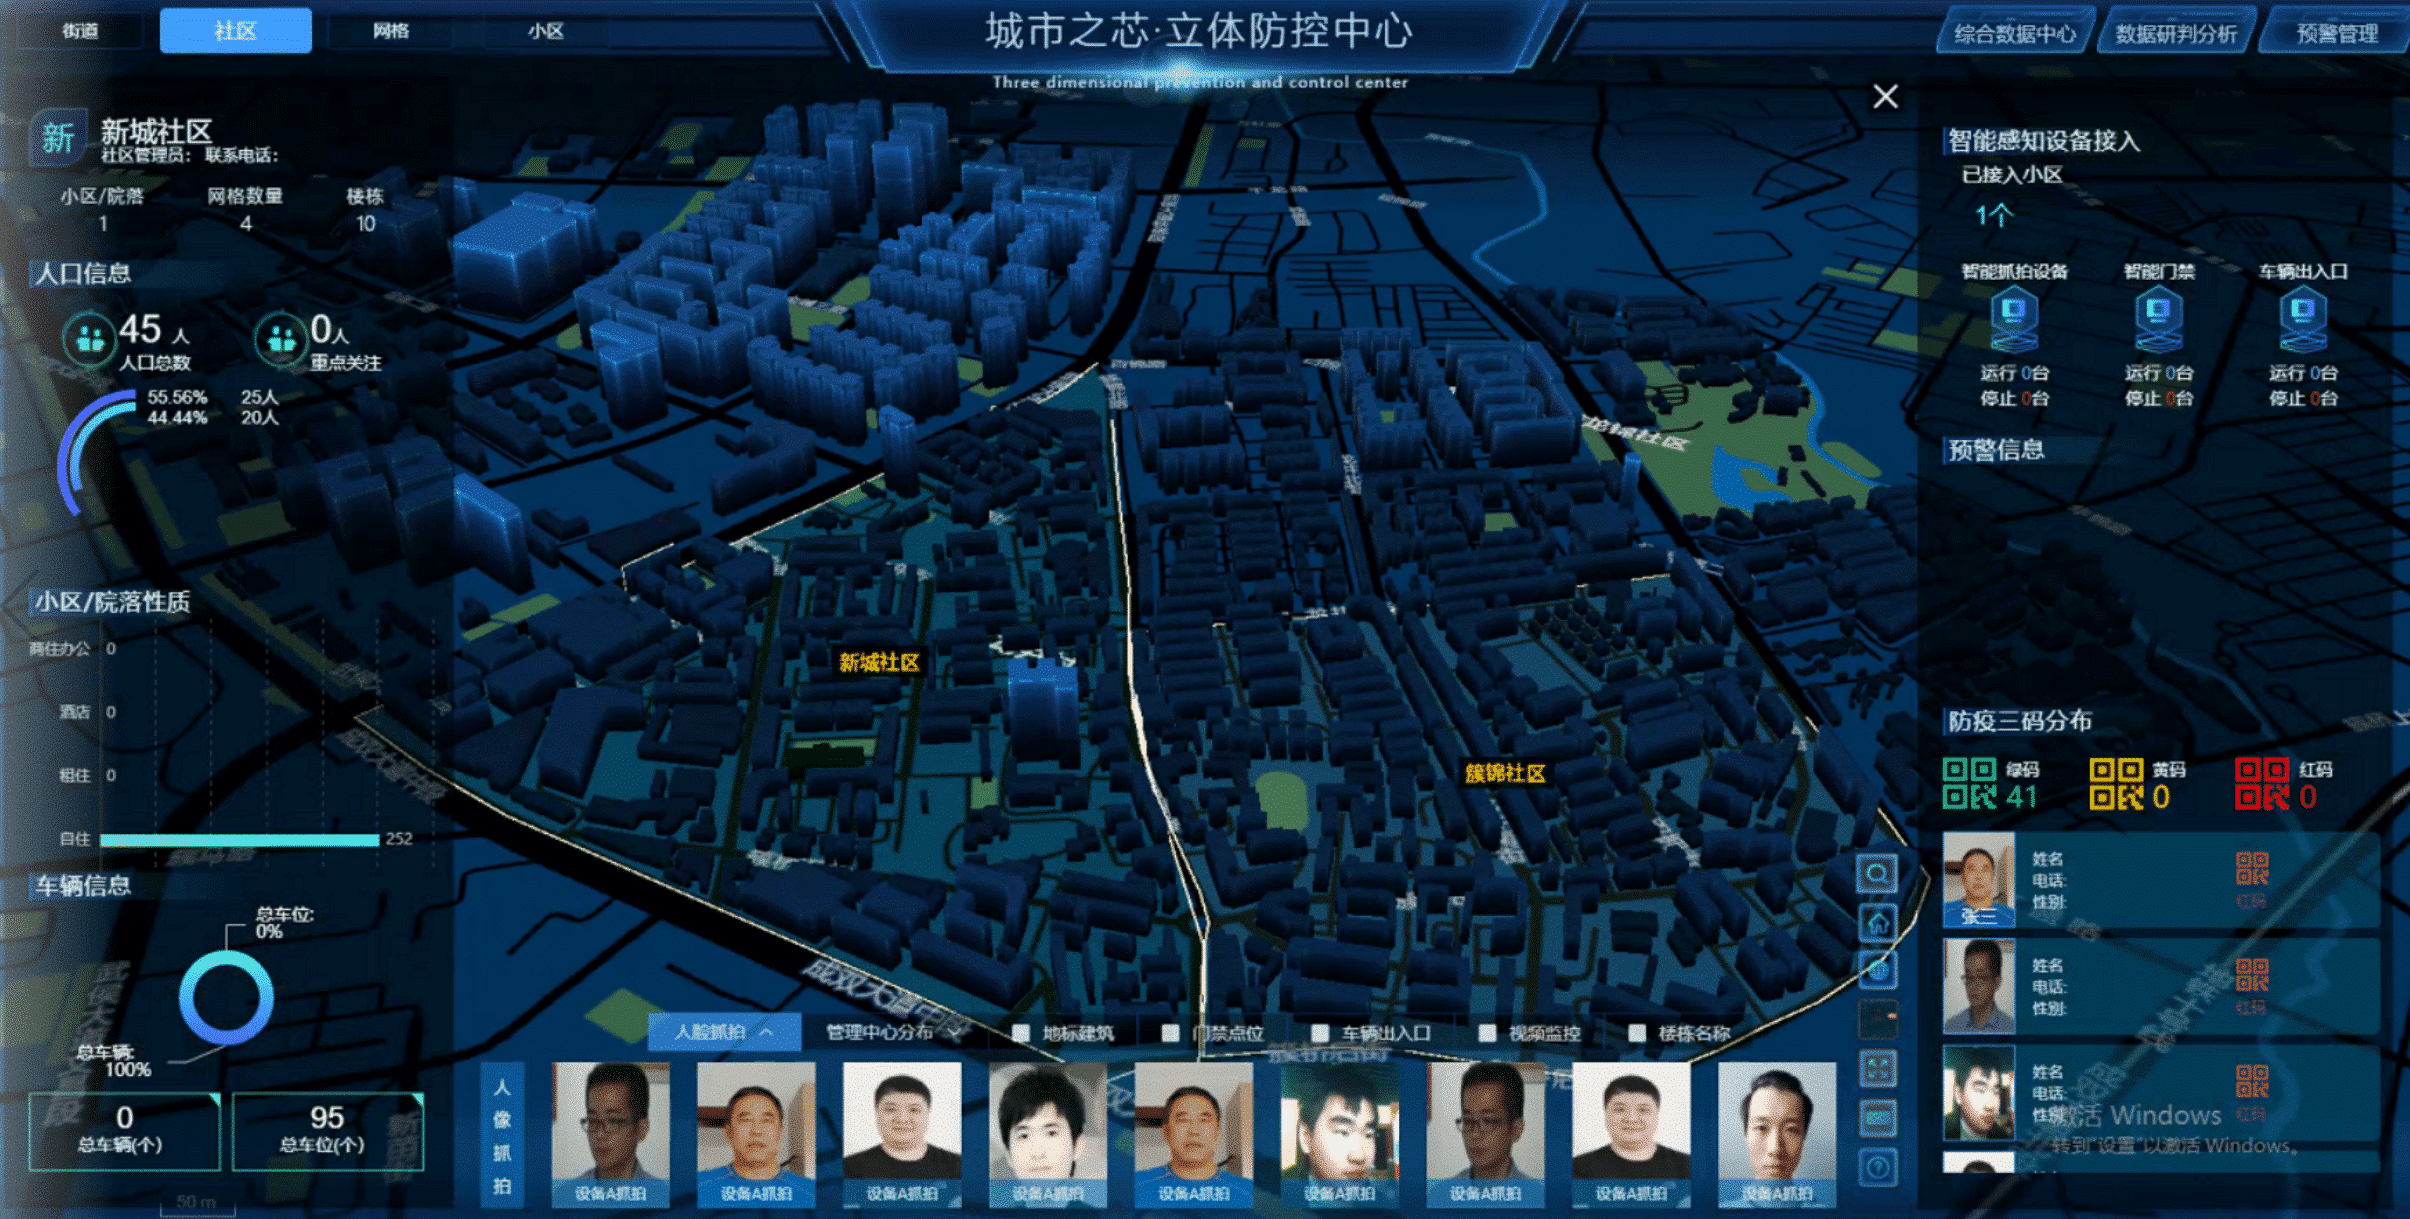 街道
社区
网格
小区
城市之芯·立体防控中心
Three dimensional prevention and control center
综合数据中心
数据研判分析
预警管理
新
新城社区
社区管理员: 联系电话:
小区/院落
网格数量
楼栋
1
4
10
人口信息
45 人
人口总数
0人
重点关注
55.56% 25人
44.44% 20人
小区/院落性质
商住办公 0
酒店 0
租住 0
自住 252
车辆信息
总车位:
0%
总车辆:
100%
0
总车辆(个)
95
总车位(个)
50 m
龙锦社区
新城社区
簇锦社区
成双大道中段
人脸抓拍
管理中心分布
地标建筑
门禁点位
车辆出入口
视频监控
楼栋名称
人像抓拍
设备A抓拍
设备A抓拍
设备A抓拍
设备A抓拍
设备A抓拍
设备A抓拍
设备A抓拍
设备A抓拍
设备A抓拍
智能感知设备接入
已接入小区
1个
智能抓拍设备
智能门禁
车辆出入口
运行 0台
停止 0台
运行 0台
停止 0台
运行 0台
停止 0台
预警信息
防疫三码分布
绿码
41
黄码
0
红码
0
张三
姓名
电话:
性别:
红码
姓名
电话:
性别:
红码
姓名
电话:
性别:
红码
激活 Windows
转到"设置"以激活 Windows。